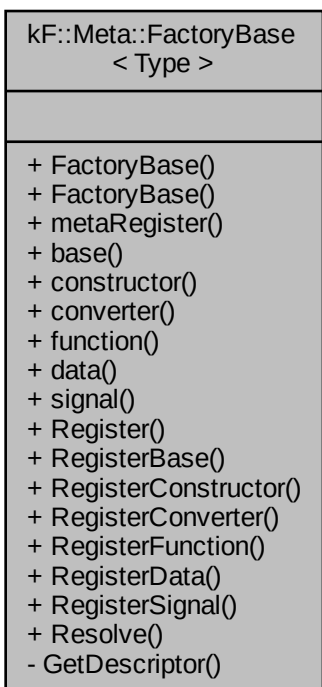 kF::Meta::FactoryBase
< Type >
+ FactoryBase()
+ FactoryBase()
+ metaRegister()
+ base()
+ constructor()
+ converter()
+ function()
+ data()
+ signal()
+ Register()
+ RegisterBase()
+ RegisterConstructor()
+ RegisterConverter()
+ RegisterFunction()
+ RegisterData()
+ RegisterSignal()
+ Resolve()
- GetDescriptor()